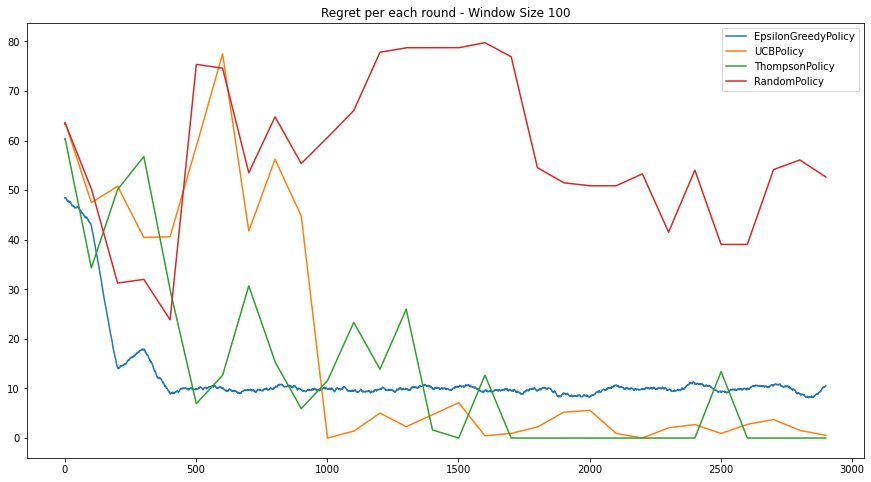 Regret per each round - Window Size 100
EpsilonGreedyPolicy
UCBPolicy
ThompsonPolicy
RandomPolicy
80
70
60
50
40
30
20
10
0
0 500 1000 1500 2000 2500 3000